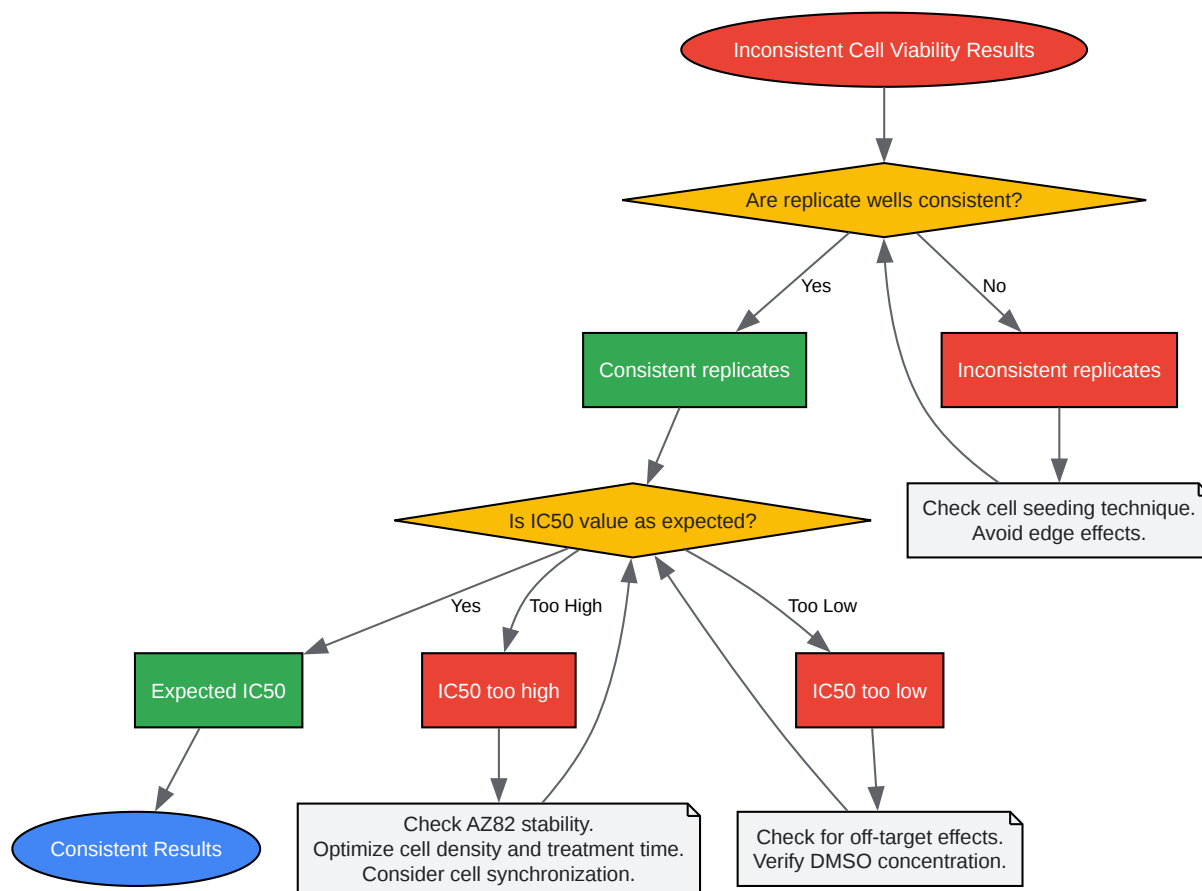 Inconsistent Cell Viability Results
Are replicate wells consistent?
Yes
No
Consistent replicates
Inconsistent replicates
Check cell seeding technique.
Avoid edge effects.
Is IC50 value as expected?
Yes
Too High
Too Low
Expected IC50
IC50 too high
IC50 too low
Consistent Results
Check AZ82 stability.
Optimize cell density and treatment time.
Consider cell synchronization.
Check for off-target effects.
Verify DMSO concentration.